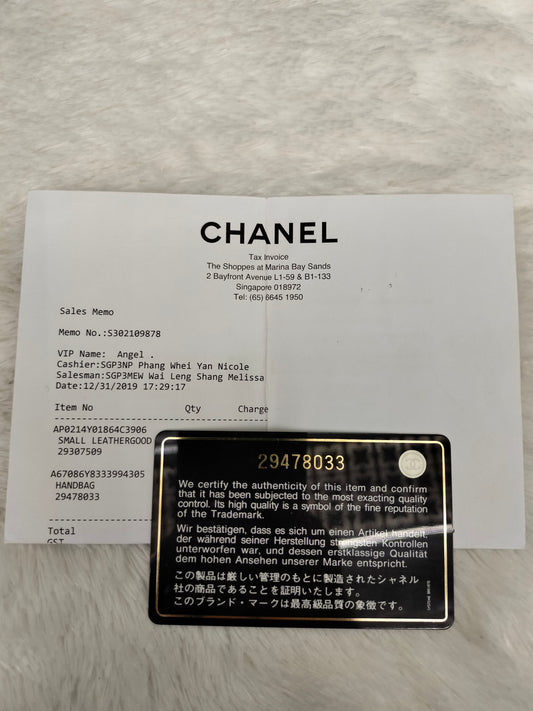 CHANEL
Tax Invoice
The Shoppes at Marina Bay Sands
2 Bayfront Avenue L1-59 & B1-133
Singapore 018972
Tel: (65) 6645 1950
Sales Memo
Memo No.:S302109878
VIP Name: Angel .
Cashier:SGP3NP Phang Whei Yan Nicole
Salesman:SGP3MEW Wai Leng Shang Melissa
Date:12/31/2019 17:29:17
Item No Qty Charge
AP0214Y01864C3906
SMALL LEATHERGOOD
29307509
A67086Y8333994305
HANDBAG
29478033
Total
GST
29478033
We certify the authenticity of this item and confirm
that it has been subjected to the most exacting quality
control. Its high quality is a symbol of the fine reputation
of the Trademark.
Wir bestätigen, dass es sich um einen Artikel handelt,
der während seiner Herstellung strengsten Kontrollen
unterworfen war, und dessen erstklassige Qualität
dem hohen Ansehen unserer Marke entspricht.
この製品は厳しい管理のもとに製造されたシャネル
社の商品であることを証明いたします。
このブランド・マークは最高級品質の象徴です。